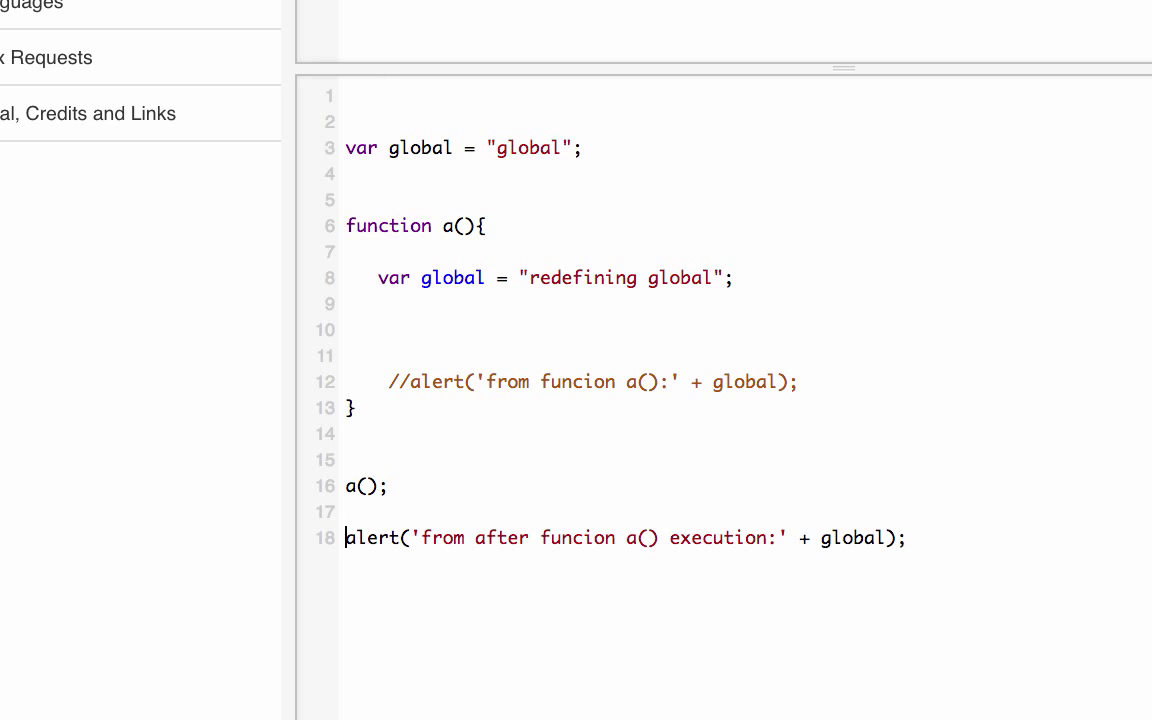 guages
x Requests
al, Credits and Links
1
2
3 var global = "global";
4
5
6 function a(){
7
8 var global = "redefining global";
9
10
11
12 //alert('from funcion a():' + global);
13 }
14
15
16 a();
17
18 alert('from after funcion a() execution:' + global);